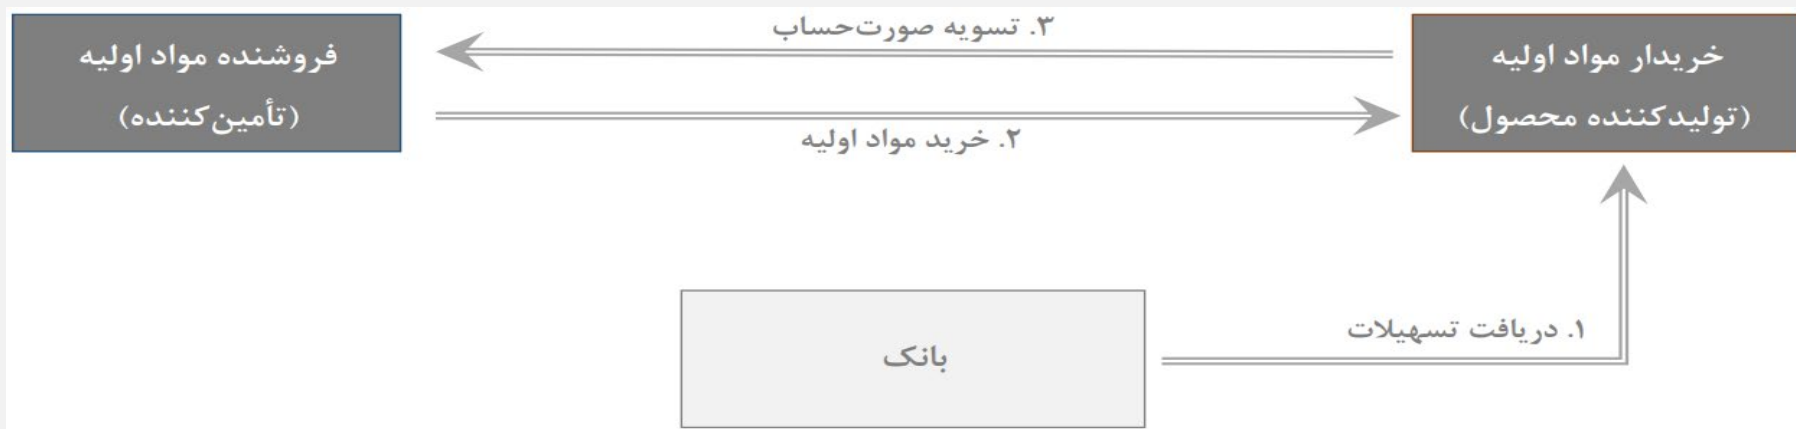 خریدار مواد اولیه
(تولیدکننده محصول)
۳. تسویه صورت‌حساب
۲. خرید مواد اولیه
فروشنده مواد اولیه
(تأمین‌کننده)
۱. دریافت تسهیلات
بانک